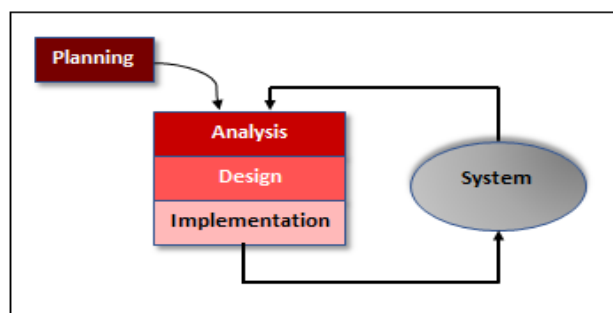 Planning
Analysis
Design
System
Implementation